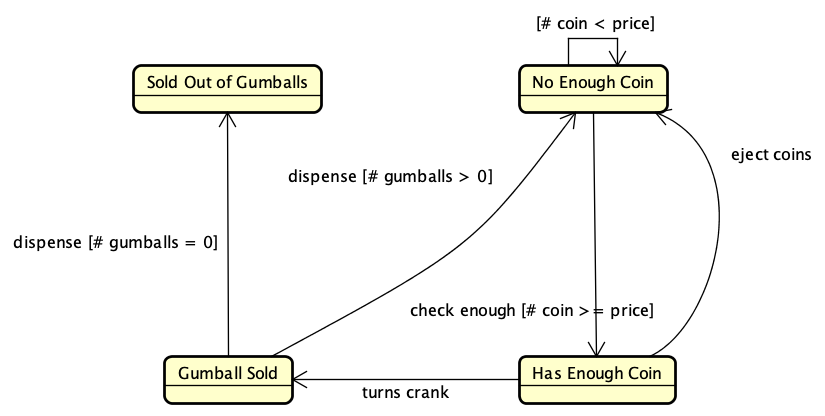 [# coin < price]
Sold Out of Gumballs
No Enough Coin
eject coins
dispense [# gumballs > 0]
dispense [# gumballs = 0]
check enough [# coin >= price]
Gumball Sold
Has Enough Coin
turns crank